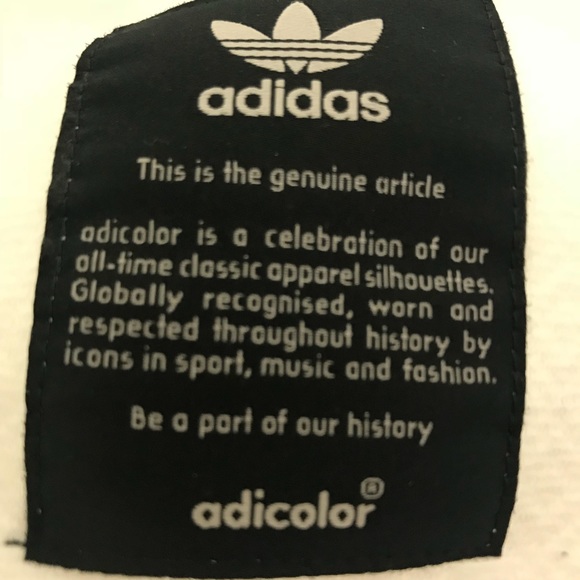 adidas
This is the genuine article
adicolor is a celebration of our
all-time classic apparel silhouettes.
Globally recognised, worn and
respected throughout history by
icons in sport, music and fashion.
Be a part of our history
adicolor®